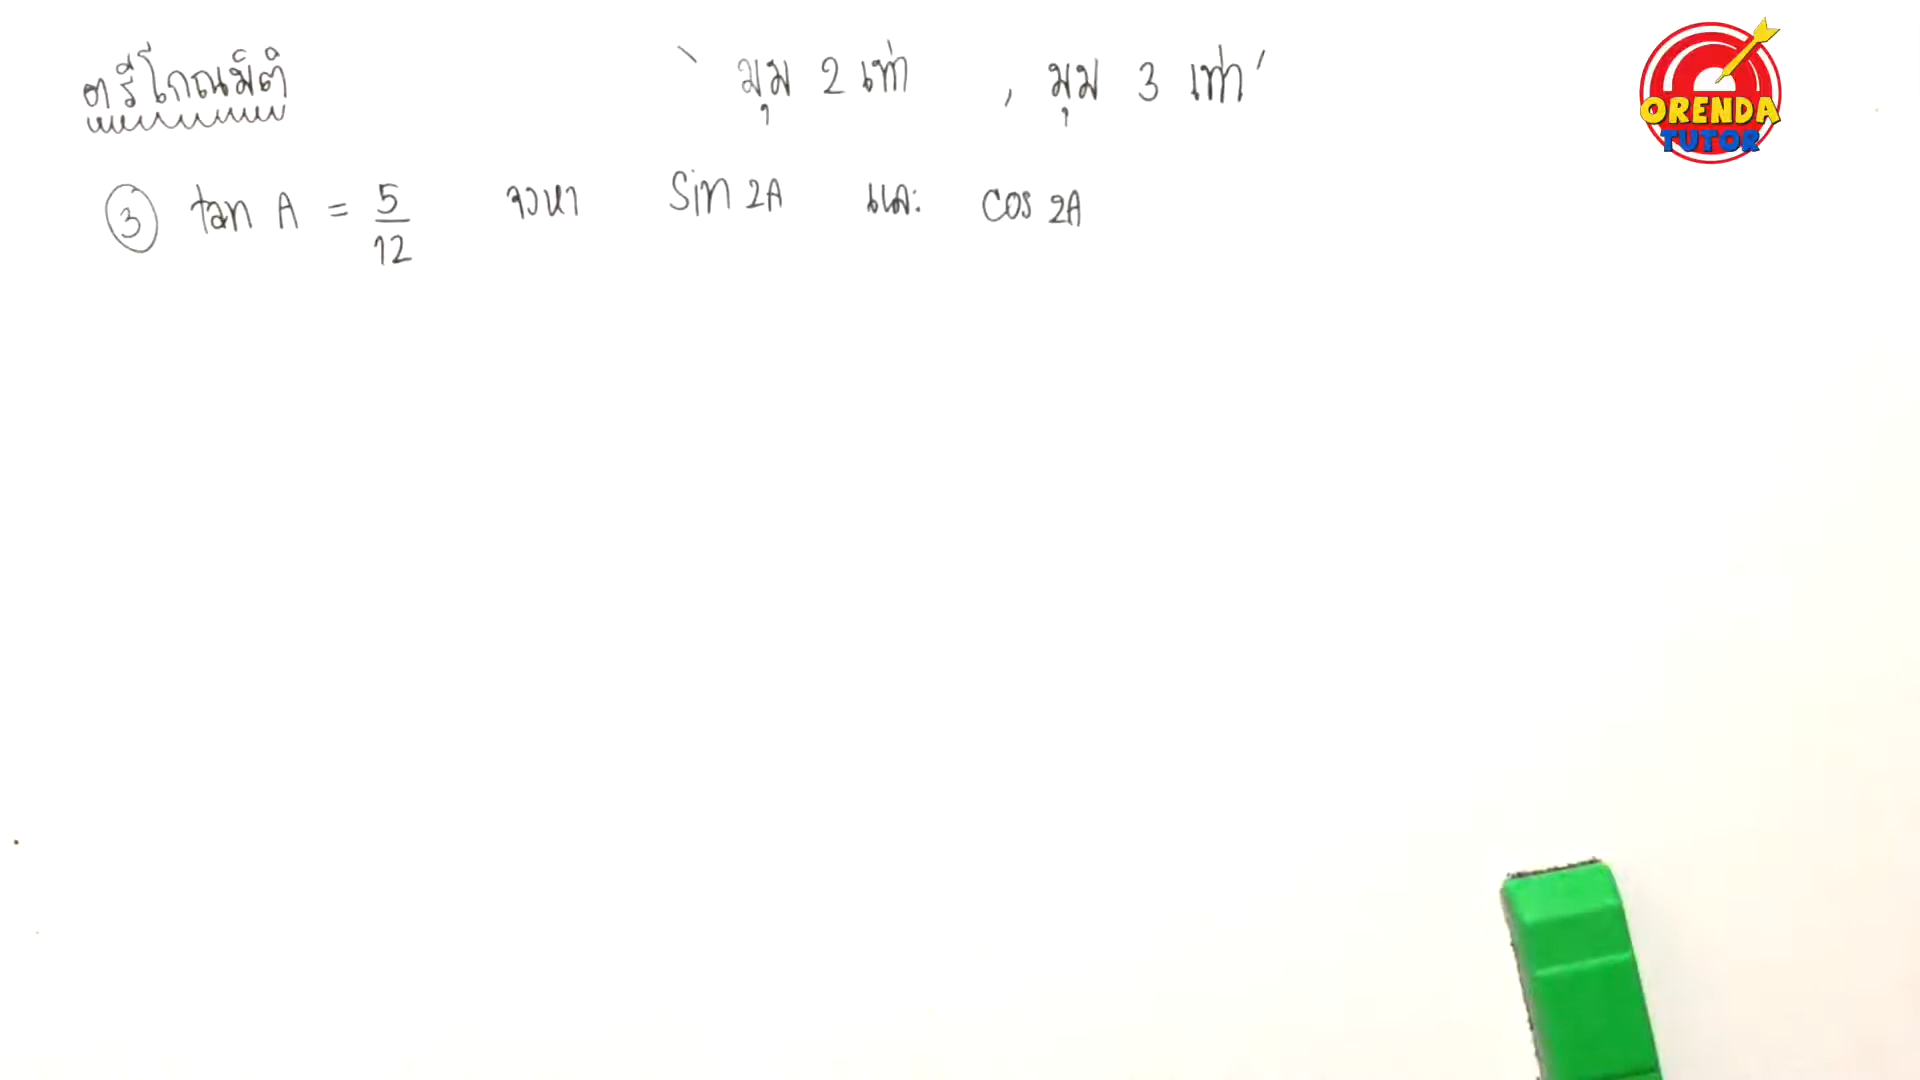 ตรีโกณมิติ
` มุม 2 เท่า , มุม 3 เท่า '
ORENDA
TUTOR
③ tan A = 5/12 จงหา Sin 2A และ cos 2A